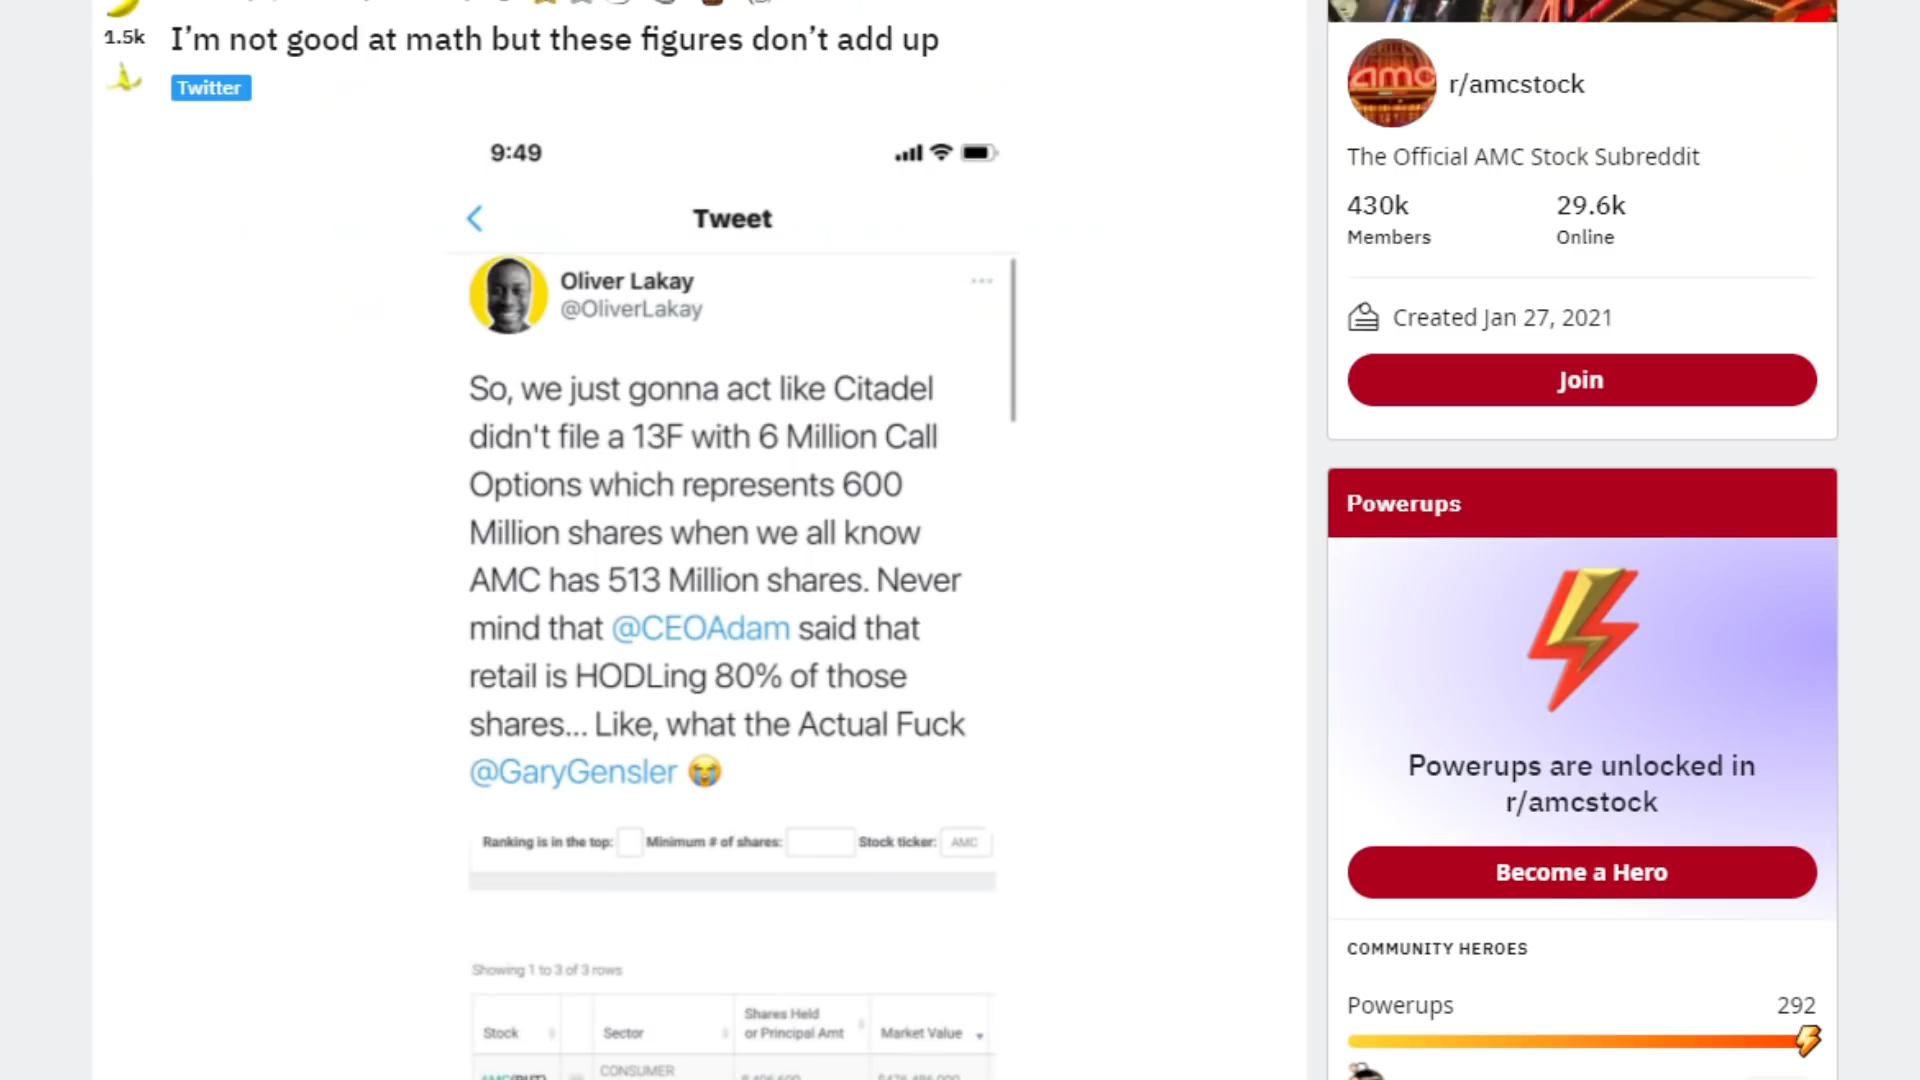 1.5k
I’m not good at math but these figures don’t add up
Twitter
9:49
Tweet
Oliver Lakay
@OliverLakay
So, we just gonna act like Citadel
didn't file a 13F with 6 Million Call
Options which represents 600
Million shares when we all know
AMC has 513 Million shares. Never
mind that @CEOAdam said that
retail is HODLing 80% of those
shares... Like, what the Actual Fuck
@GaryGensler 😭
Ranking is in the top: Minimum # of shares: Stock ticker: AMC
Showing 1 to 3 of 3 rows
Stock Sector Shares Held
or Principal Amt Market Value
CONSUMER
amc
r/amcstock
The Official AMC Stock Subreddit
430k 29.6k
Members Online
Created Jan 27, 2021
Join
Powerups
Powerups are unlocked in
r/amcstock
Become a Hero
COMMUNITY HEROES
Powerups 292